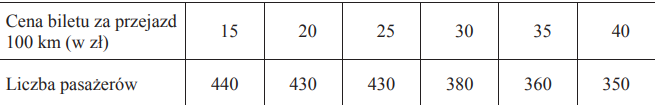 Cena biletu za przejazd
100 km (w zł) 15 20 25 30 35 40
Liczba pasażerów 440 430 430 380 360 350